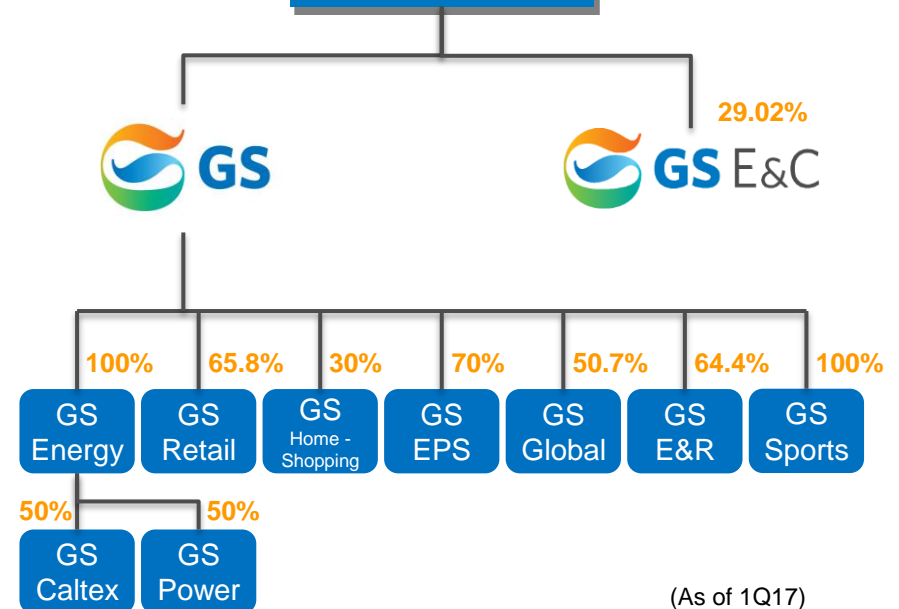 29.02%
GS
GS E&C
100%
65.8%
30%
70%
50.7%
64.4%
100%
GS
Energy
GS
Retail
GS
Home -
Shopping
GS
EPS
GS
Global
GS
E&R
GS
Sports
50%
50%
GS
Caltex
GS
Power
(As of 1Q17)